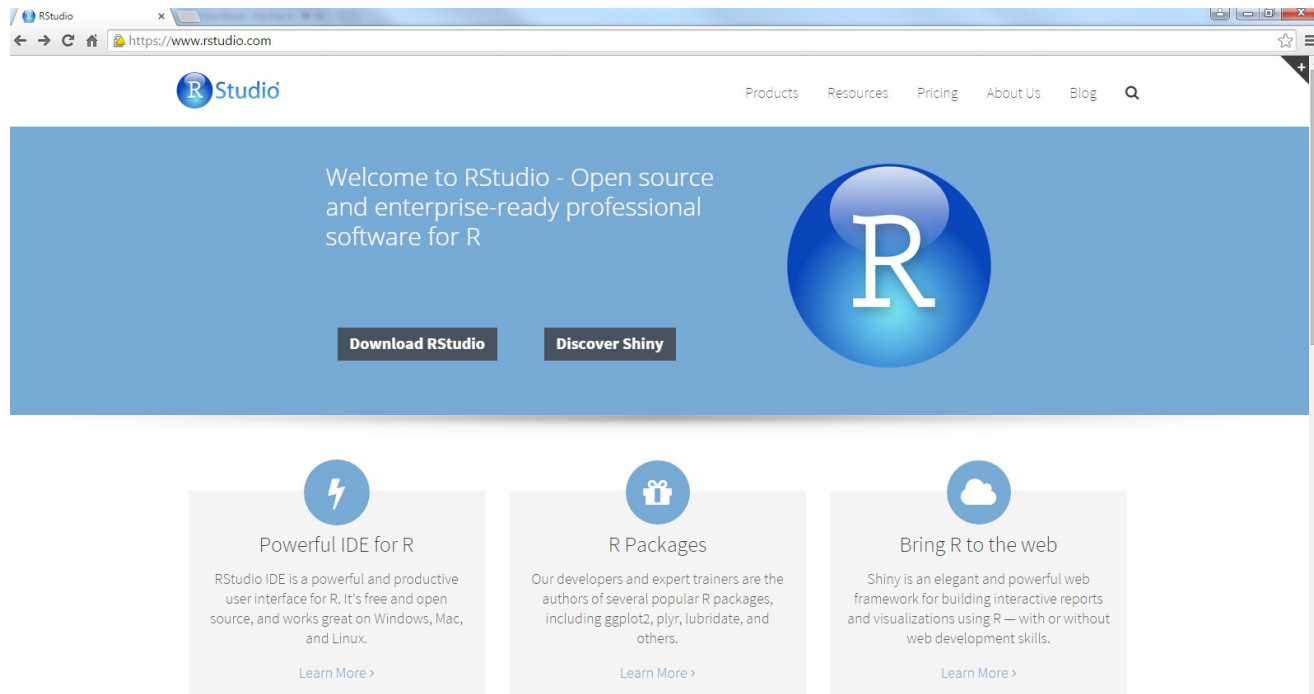 RStudio
https://www.rstudio.com
R Studio
Products Resources Pricing About Us Blog
Welcome to RStudio - Open source
and enterprise-ready professional
software for R
R
Download RStudio Discover Shiny
Powerful IDE for R
RStudio IDE is a powerful and productive
user interface for R. It's free and open
source, and works great on Windows, Mac,
and Linux.
Learn More >
R Packages
Our developers and expert trainers are the
authors of several popular R packages,
including ggplot2, plyr, lubridate, and
others.
Learn More >
Bring R to the web
Shiny is an elegant and powerful web
framework for building interactive reports
and visualizations using R — with or without
web development skills.
Learn More >